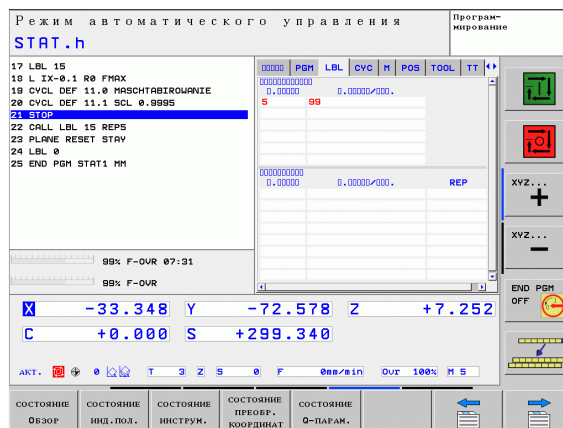 Режим автоматического управления
Програм-
мирование
STAT.h
17 LBL 15
18 L IX-0.1 R0 FMAX
19 CYCL DEF 11.0 MASCHTABIROWANIE
20 CYCL DEF 11.1 SCL 0.9995
21 STOP
22 CALL LBL 15 REP5
23 PLANE RESET STAY
24 LBL 0
25 END PGM STAT1 MM
PGM LBL CYC M POS TOOL TT
5 99
REP
99% F-OVR 07:31
99% F-OVR
X -33.348 Y -72.578 Z +7.252
C +0.000 S +299.340
АКТ. 0 T 3 Z S 0 F 0mm/min Ovr 100% M 5
XYZ...
+
XYZ...
−
END PGM
OFF
СОСТОЯНИЕ
ОБЗОР
СОСТОЯНИЕ
ИНД.ПОЛ.
СОСТОЯНИЕ
ИНСТРУМ.
СОСТОЯНИЕ
ПРЕОБР.
КООРДИНАТ
СОСТОЯНИЕ
Q-ПАРАМ.